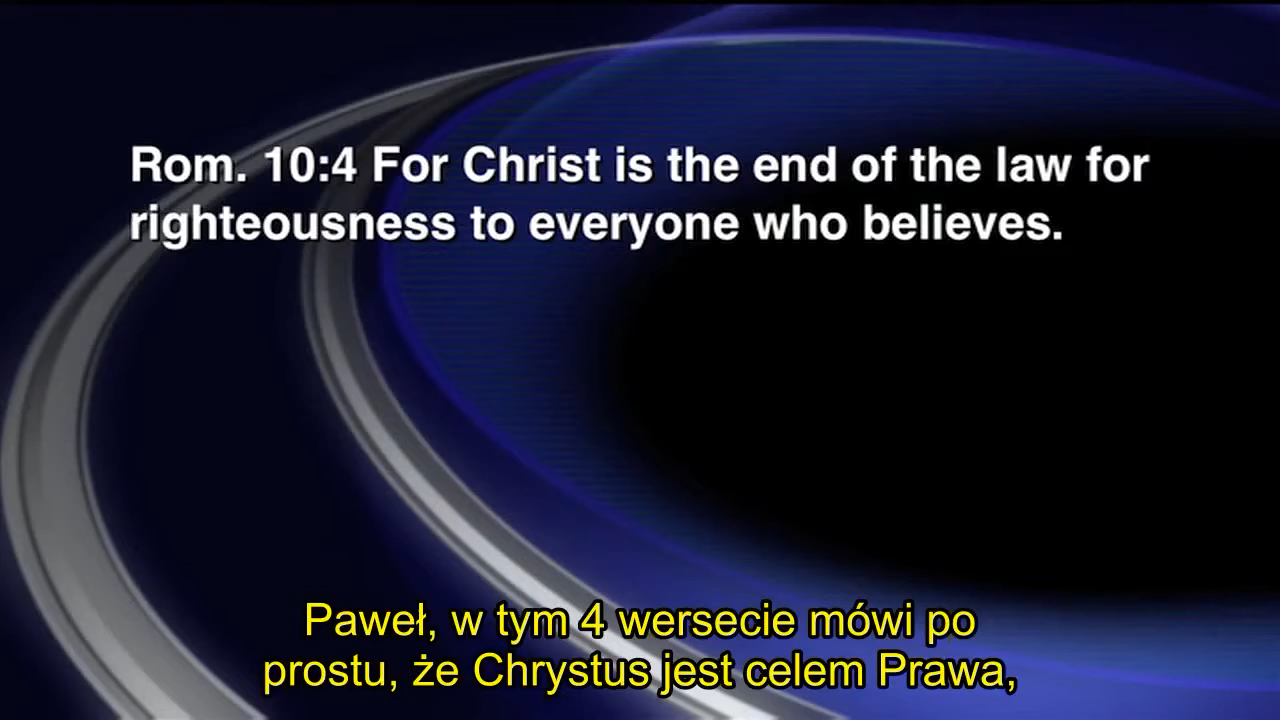 Rom. 10:4 For Christ is the end of the law for
righteousness to everyone who believes.
Paweł, w tym 4 wersecie mówi po
prostu, że Chrystus jest celem Prawa,